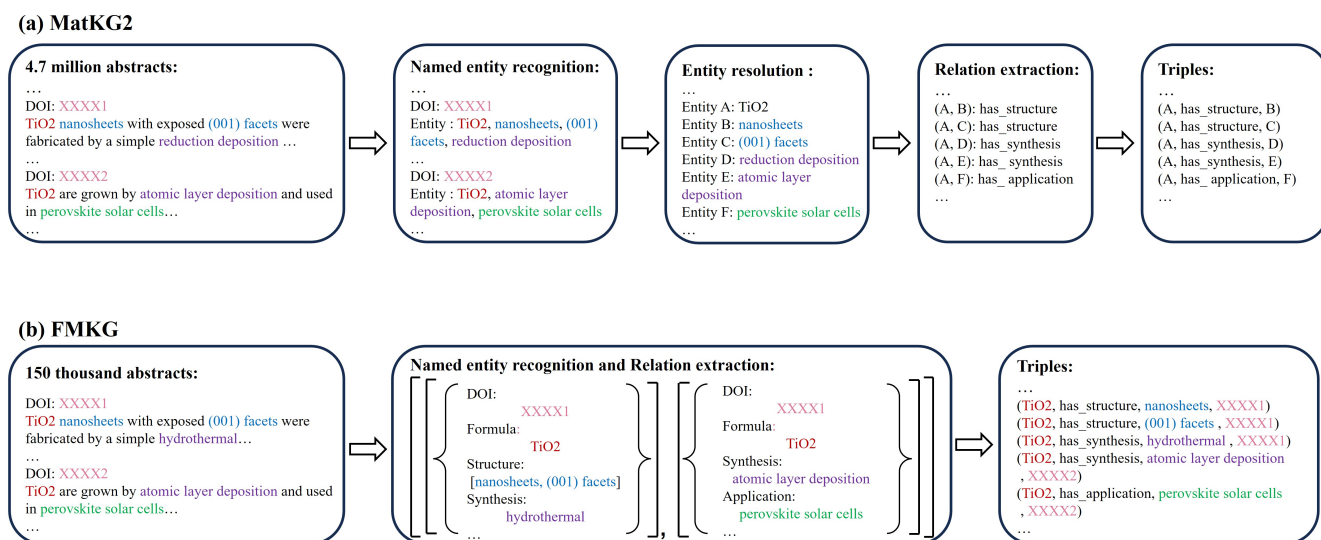 (a) MatKG2
4.7 million abstracts:
…
DOI: XXXX1
TiO2 nanosheets with exposed (001) facets were
fabricated by a simple reduction deposition …
…
DOI: XXXX2
TiO2 are grown by atomic layer deposition and used
in perovskite solar cells…
…
Named entity recognition:
…
DOI: XXXX1
Entity : TiO2, nanosheets, (001)
facets, reduction deposition
…
DOI: XXXX2
Entity : TiO2, atomic layer
deposition, perovskite solar cells
…
Entity resolution :
…
Entity A: TiO2
Entity B: nanosheets
Entity C: (001) facets
Entity D: reduction deposition
Entity E: atomic layer
deposition
Entity F: perovskite solar cells
…
Relation extraction:
…
(A, B): has_structure
(A, C): has_structure
(A, D): has_synthesis
(A, E): has_ synthesis
(A, F): has_ application
…
Triples:
…
(A, has_structure, B)
(A, has_structure, C)
(A, has_synthesis, D)
(A, has_synthesis, E)
(A, has_ application, F)
…
(b) FMKG
150 thousand abstracts:
DOI: XXXX1
TiO2 nanosheets with exposed (001) facets were
fabricated by a simple hydrothermal…
…
DOI: XXXX2
TiO2 are grown by atomic layer deposition and used
in perovskite solar cells…
…
Named entity recognition and Relation extraction:
DOI:
XXXX1
Formula:
TiO2
Structure:
[nanosheets, (001) facets]
Synthesis:
hydrothermal
…
,
DOI:
XXXX1
Formula:
TiO2
Synthesis:
atomic layer deposition
Application:
perovskite solar cells
…
Triples:
…
(TiO2, has_structure, nanosheets, XXXX1)
(TiO2, has_structure, (001) facets , XXXX1)
(TiO2, has_synthesis, hydrothermal , XXXX1)
(TiO2, has_synthesis, atomic layer deposition
, XXXX2)
(TiO2, has_application, perovskite solar cells
, XXXX2)
…